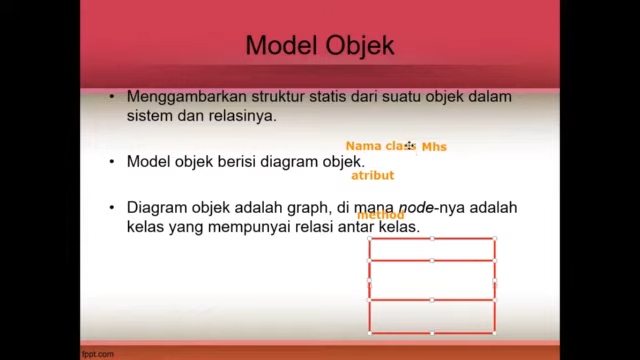 Model Objek
• Menggambarkan struktur statis dari suatu objek dalam
sistem dan relasinya.
Nama class Mhs
• Model objek berisi diagram objek.
atribut
• Diagram objek adalah graph, di mana node-nya adalah
method
kelas yang mempunyai relasi antar kelas.
fppt.com